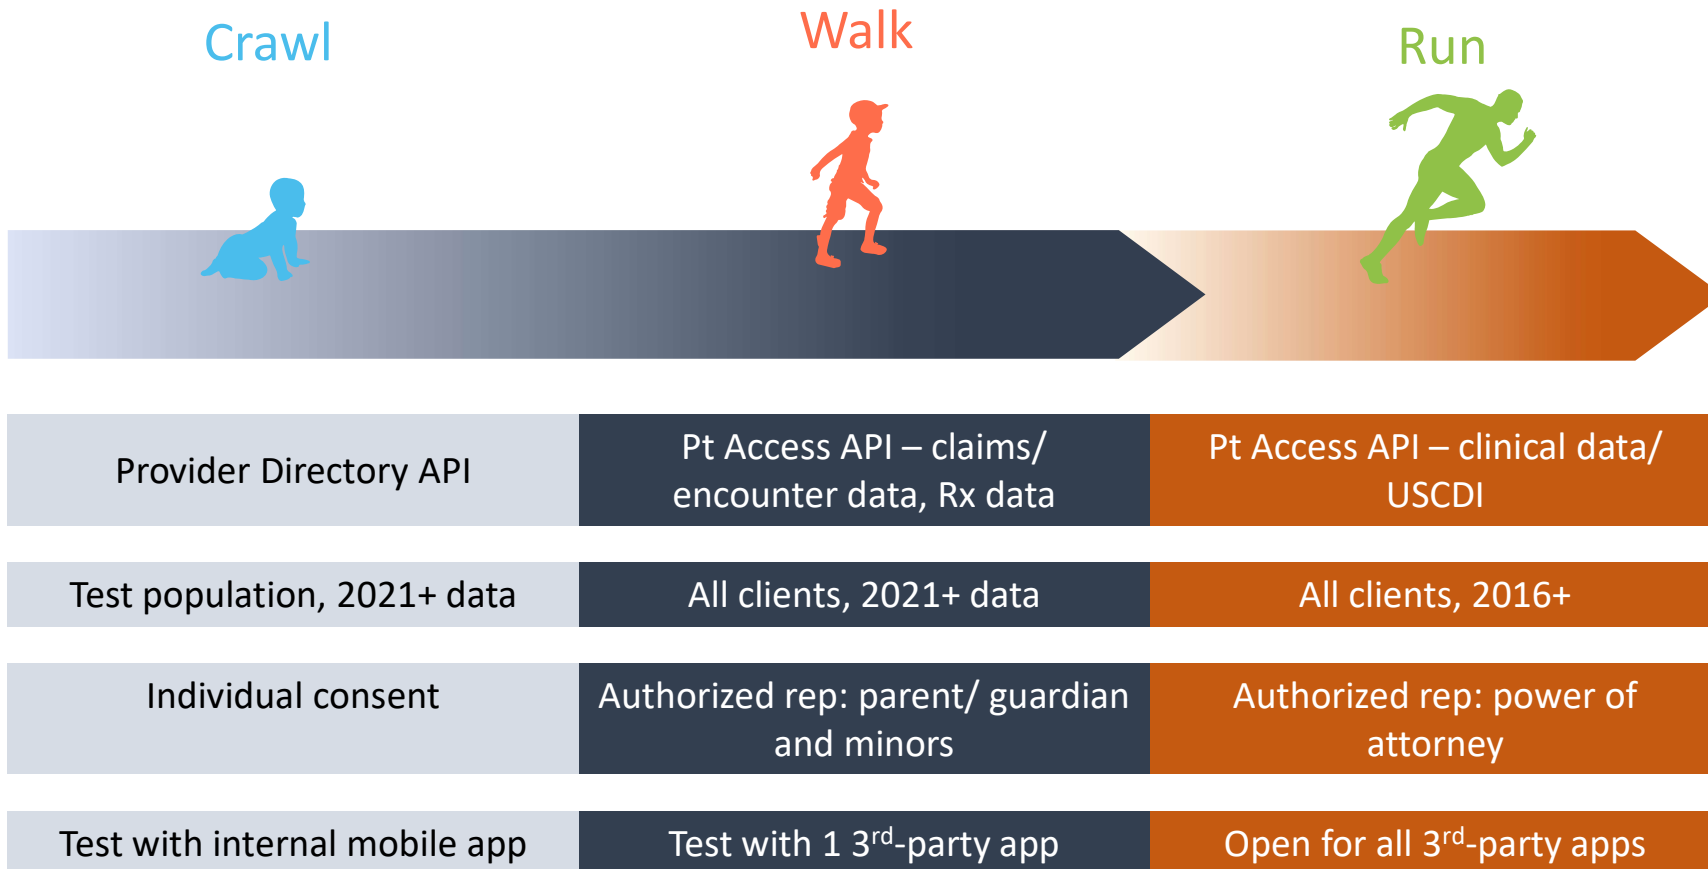 Crawl
Walk
Run
Provider Directory API
Pt Access API – claims/
encounter data, Rx data
Pt Access API – clinical data/
USCDI
Test population, 2021+ data
All clients, 2021+ data
All clients, 2016+
Individual consent
Authorized rep: parent/ guardian
and minors
Authorized rep: power of
attorney
Test with internal mobile app
Test with 1 3rd-party app
Open for all 3rd-party apps